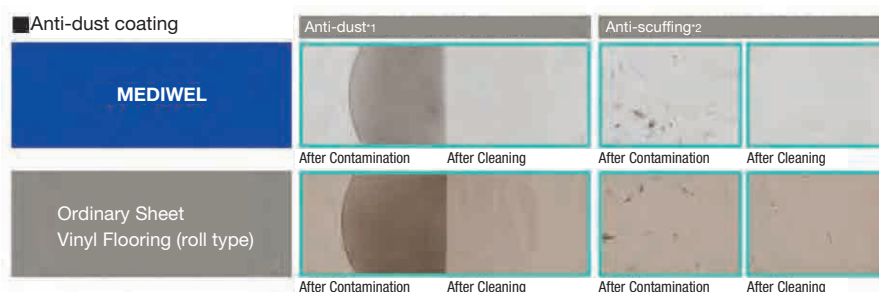 ■Anti-dust coating
Anti-dust*1
Anti-scuffing*2
MEDIWEL
After Contamination
After Cleaning
After Contamination
After Cleaning
Ordinary Sheet
Vinyl Flooring (roll type)
After Contamination
After Cleaning
After Contamination
After Cleaning